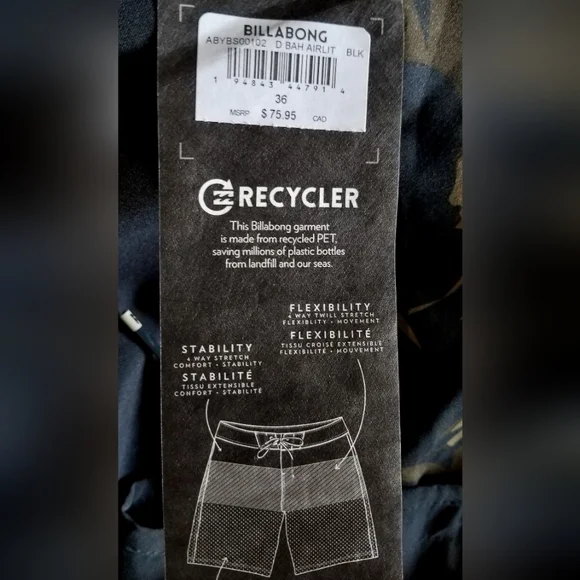 BILLABONG
ABYBS00102 D BAH AIRLIT BLK
1 94843 44791 4
36
MSRP $75.95 CAD
RECYCLER
This Billabong garment
is made from recycled PET,
saving millions of plastic bottles
from landfill and our seas.
FLEXIBILITY
4 WAY TWILL STRETCH
FLEXIBLITY + MOVEMENT
FLEXIBILITÉ
TISSU CROISÉ EXTENSIBLE
FLEXIBILITÉ + MOUVEMENT
STABILITY
4 WAY STRETCH
COMFORT + STABILITY
STABILITÉ
TISSU EXTENSIBLE
COMFORT + STABILITÉ